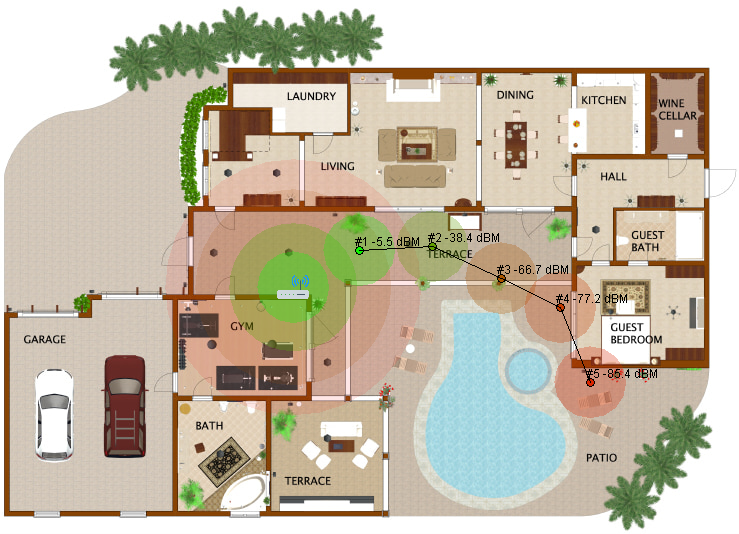 LAUNDRY
DINING
KITCHEN
WINE
CELLAR
LIVING
HALL
GUEST
BATH
#1 -5.5 dBM
#2 -38.4 dBM
TERRACE
#3 -66.7 dBM
#4 -77.2 dBM
GUEST
BEDROOM
GYM
GARAGE
#5 -85.4 dBM
BATH
TERRACE
PATIO